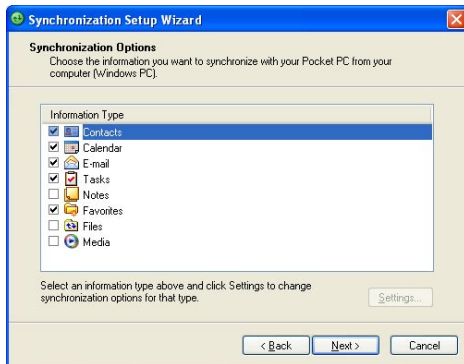 Synchronization Setup Wizard
Synchronization Options
Choose the information you want to synchronize with your Pocket PC from your
computer (Windows PC).
Information Type
Contacts
Calendar
E-mail
Tasks
Notes
Favorites
Files
Media
Select an information type above and click Settings to change
synchronization options for that type.
Settings...
< Back
Next >
Cancel